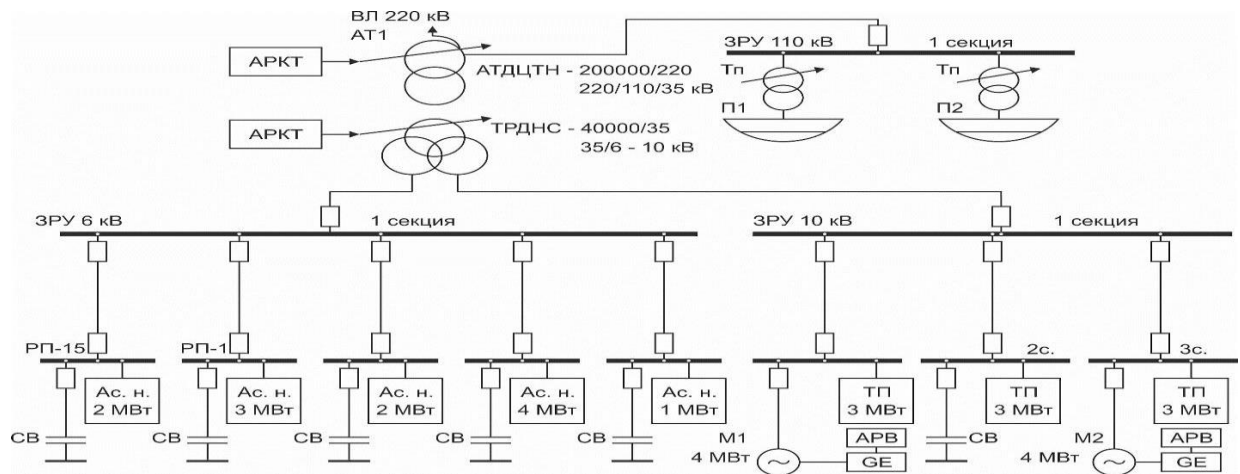 ВЛ 220 кВ
АТ1
АРКТ
АТДЦТН - 200000/220
220/110/35 кВ
ЗРУ 110 кВ
1 секция
Тп
Тп
П1
П2
АРКТ
ТРДНС - 40000/35
35/6 - 10 кВ
ЗРУ 6 кВ
1 секция
ЗРУ 10 кВ
1 секция
РП-15
РП-1
2с.
3с.
Ас. н.
2 МВт
Ас. н.
3 МВт
Ас. н.
2 МВт
Ас. н.
4 МВт
Ас. н.
1 МВт
ТП
3 МВт
ТП
3 МВт
ТП
3 МВт
СВ
СВ
СВ
СВ
СВ
М1
4 МВт
АРВ
GE
СВ
М2
4 МВт
АРВ
GE